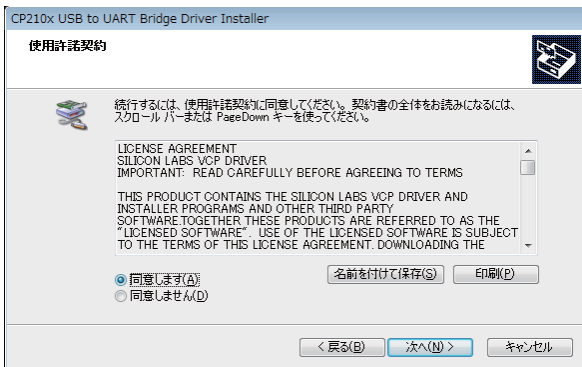 CP210x USB to UART Bridge Driver Installer
使用許諾契約
続行するには、使用許諾契約に同意してください。契約書の全体をお読みになるには、
スクロール バーまたは PageDown キーを使ってください。
LICENSE AGREEMENT
SILICON LABS VCP DRIVER
IMPORTANT: READ CAREFULLY BEFORE AGREEING TO TERMS
THIS PRODUCT CONTAINS THE SILICON LABS VCP DRIVER AND
INSTALLER PROGRAMS AND OTHER THIRD PARTY
SOFTWARE.TOGETHER THESE PRODUCTS ARE REFERRED TO AS THE
“LICENSED SOFTWARE”. USE OF THE LICENSED SOFTWARE IS SUBJECT
TO THE TERMS OF THIS LICENSE AGREEMENT. DOWNLOADING THE
同意します(A)
名前を付けて保存(S)
印刷(P)
同意しません(D)
< 戻る(B)
次へ(N) >
キャンセル